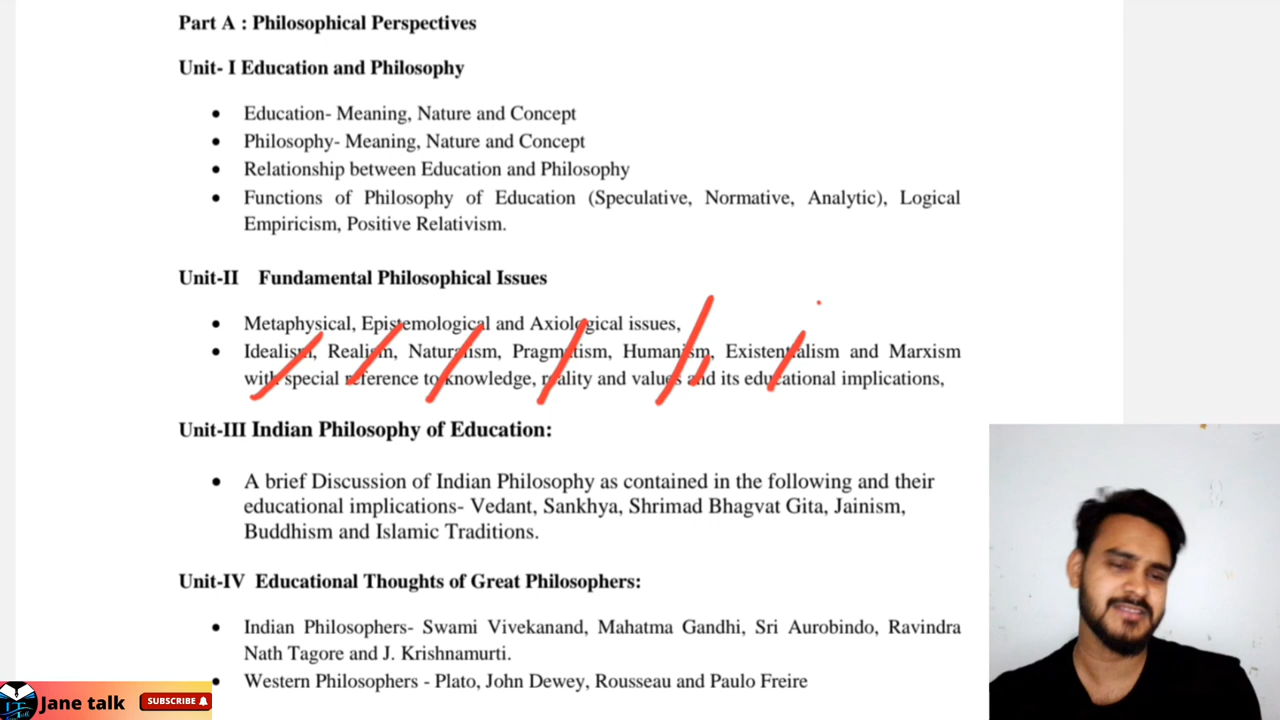 Part A : Philosophical Perspectives
Unit- I Education and Philosophy
• Education- Meaning, Nature and Concept
• Philosophy- Meaning, Nature and Concept
• Relationship between Education and Philosophy
• Functions of Philosophy of Education (Speculative, Normative, Analytic), Logical
Empiricism, Positive Relativism.
Unit-II Fundamental Philosophical Issues
• Metaphysical, Epistemological and Axiological issues,
• Idealism, Realism, Naturalism, Pragmatism, Humanism, Existentialism and Marxism
with special reference to knowledge, reality and values and its educational implications,
Unit-III Indian Philosophy of Education:
• A brief Discussion of Indian Philosophy as contained in the following and their
educational implications- Vedant, Sankhya, Shrimad Bhagvat Gita, Jainism,
Buddhism and Islamic Traditions.
Unit-IV Educational Thoughts of Great Philosophers:
• Indian Philosophers- Swami Vivekanand, Mahatma Gandhi, Sri Aurobindo, Ravindra
Nath Tagore and J. Krishnamurti.
• Western Philosophers - Plato, John Dewey, Rousseau and Paulo Freire
Jane talk
SUBSCRIBE